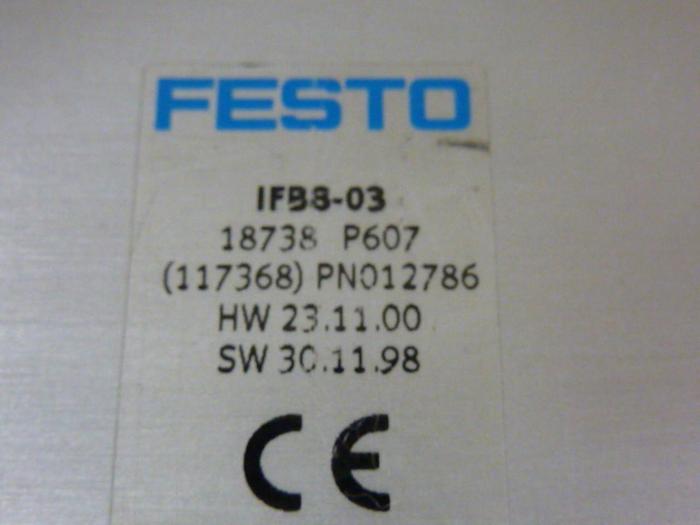 FESTO
IFB8-03
18738 P607
(117368) PN012786
HW 23.11.00
SW 30.11.98
CE